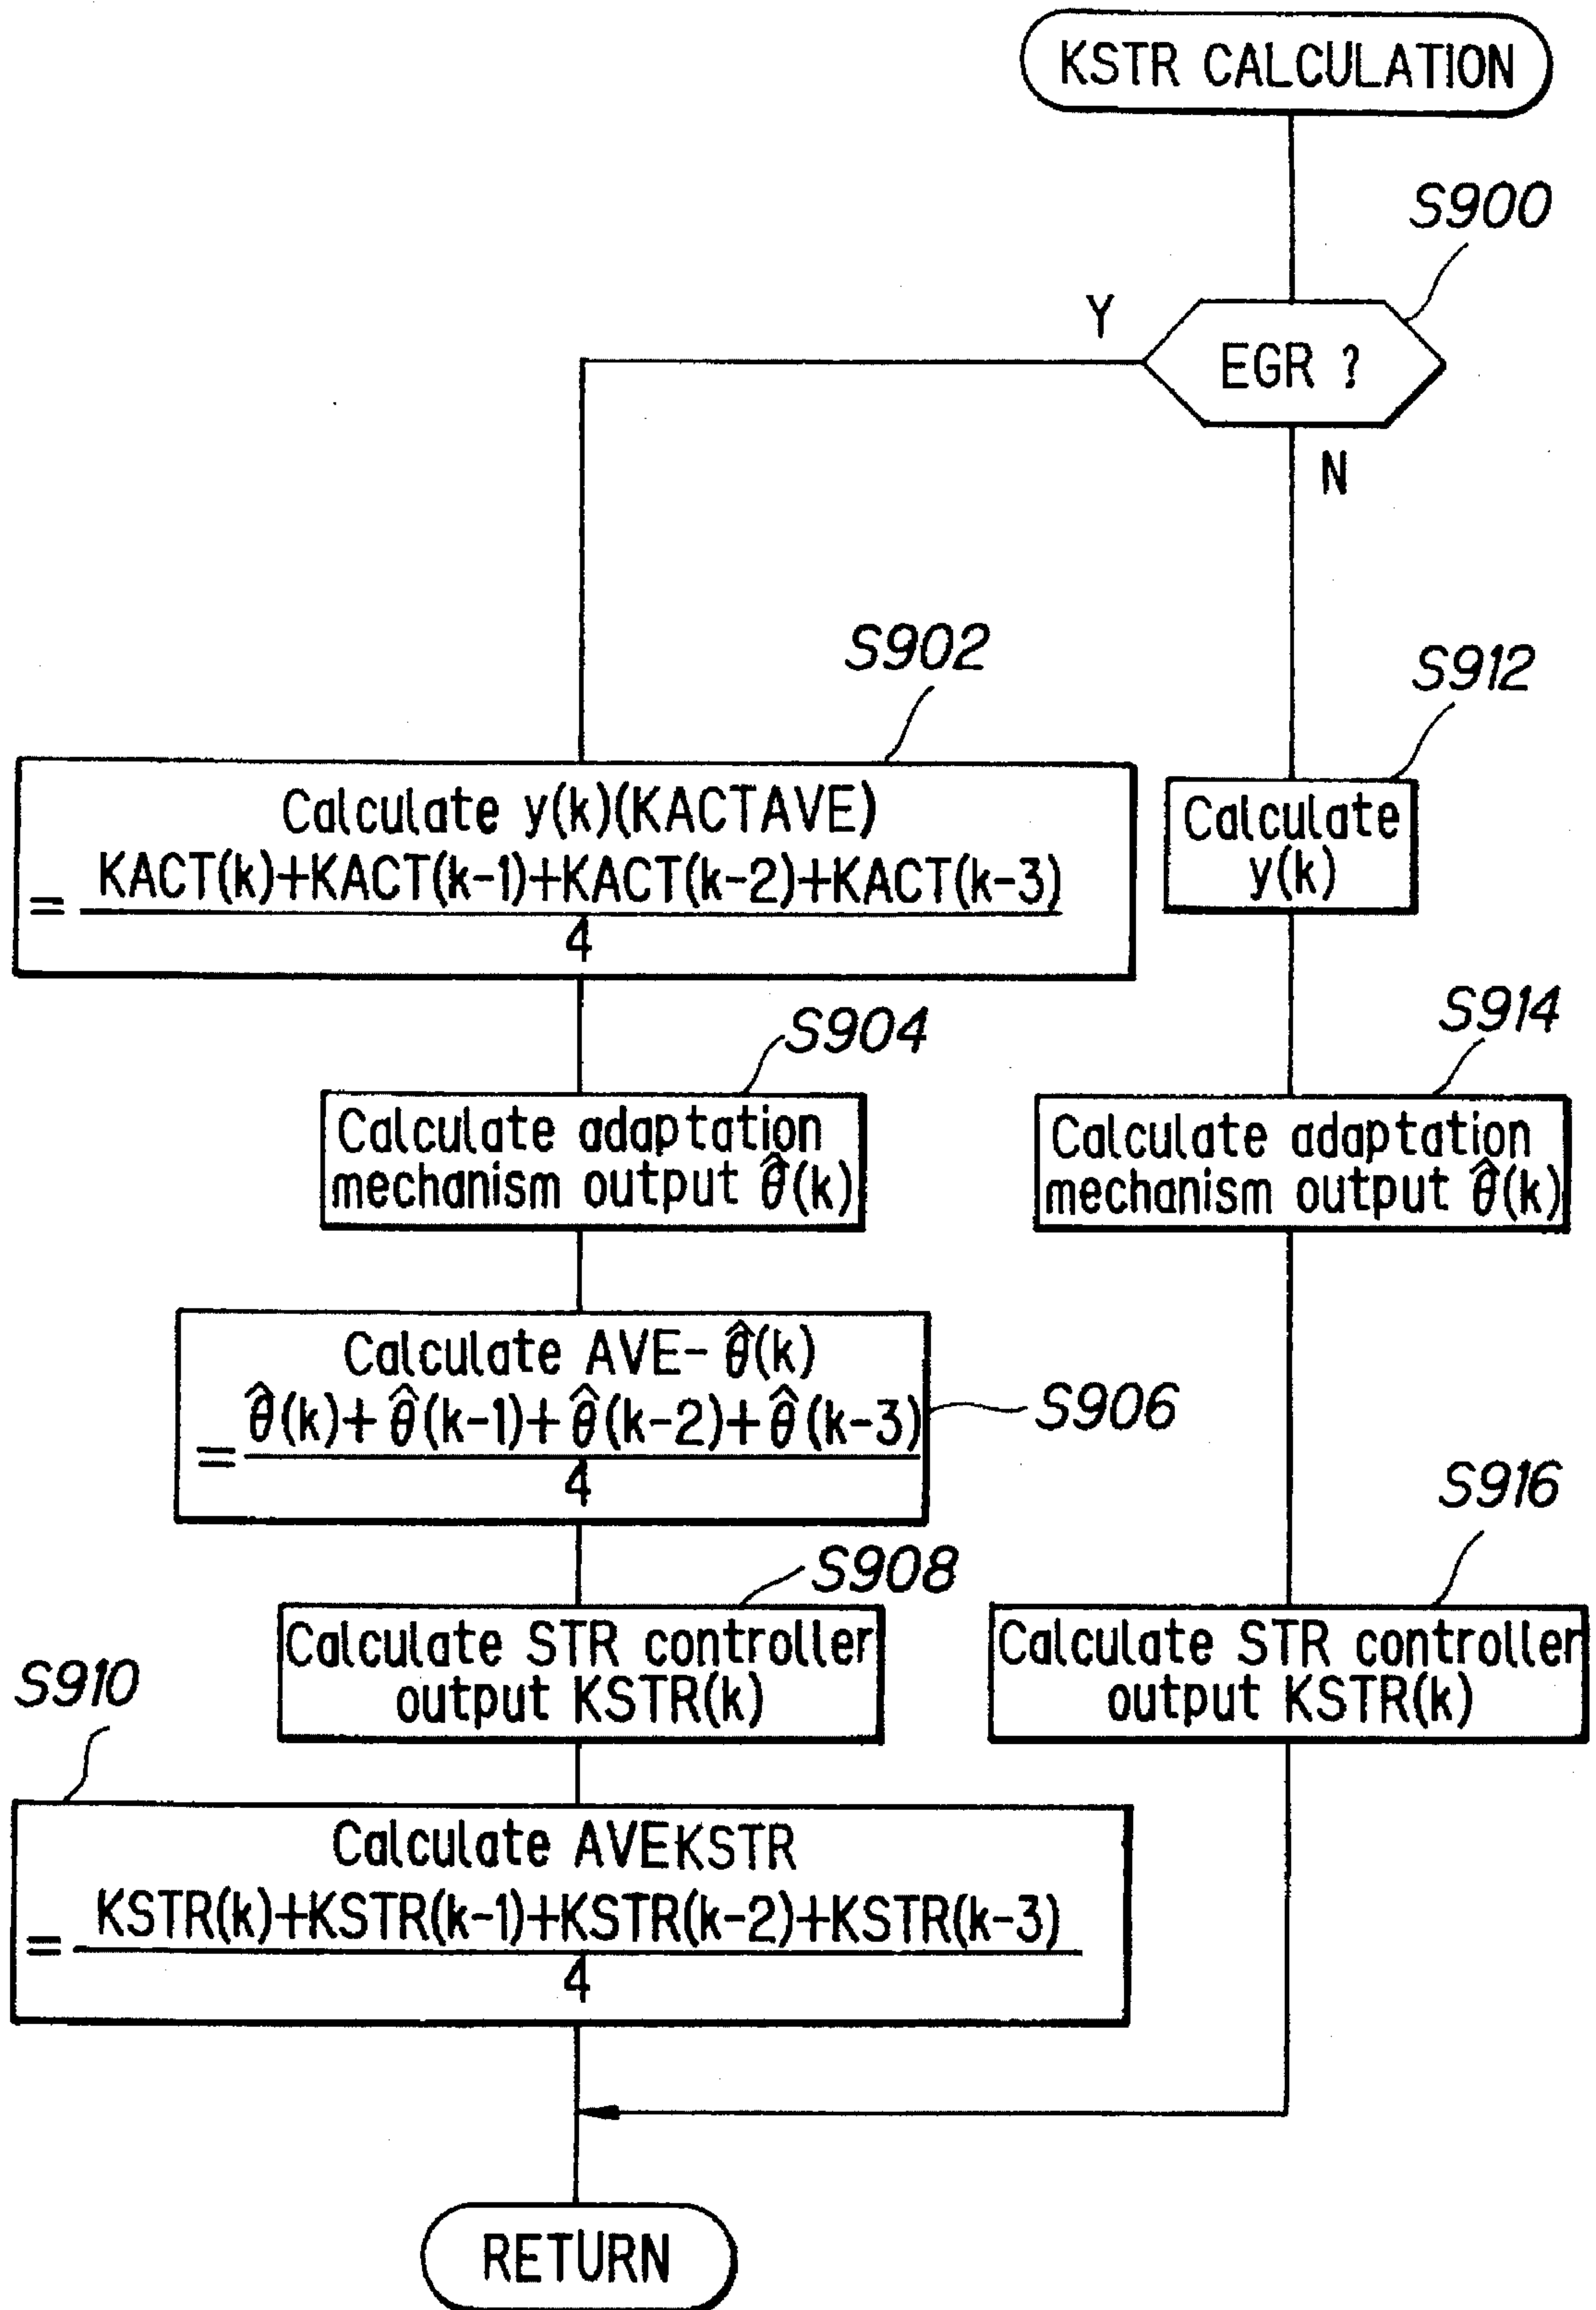 KSTR CALCULATION
S900
Y
EGR ?
N
S902
Calculate y(k)(KACTAVE)
KACT(k)+KACT(k-1)+KACT(k-2)+KACT(k-3)
=
4
S912
Calculate
y(k)
S904
Calculate adaptation
mechanism output θ̂(k)
S914
Calculate adaptation
mechanism output θ̂(k)
Calculate AVE- θ̂(k)
θ̂(k)+ θ̂(k-1)+ θ̂(k-2)+ θ̂(k-3)
=
4
S906
S908
Calculate STR controller
output KSTR(k)
S916
Calculate STR controller
output KSTR(k)
S910
Calculate AVEKSTR
KSTR(k)+KSTR(k-1)+KSTR(k-2)+KSTR(k-3)
=
4
RETURN